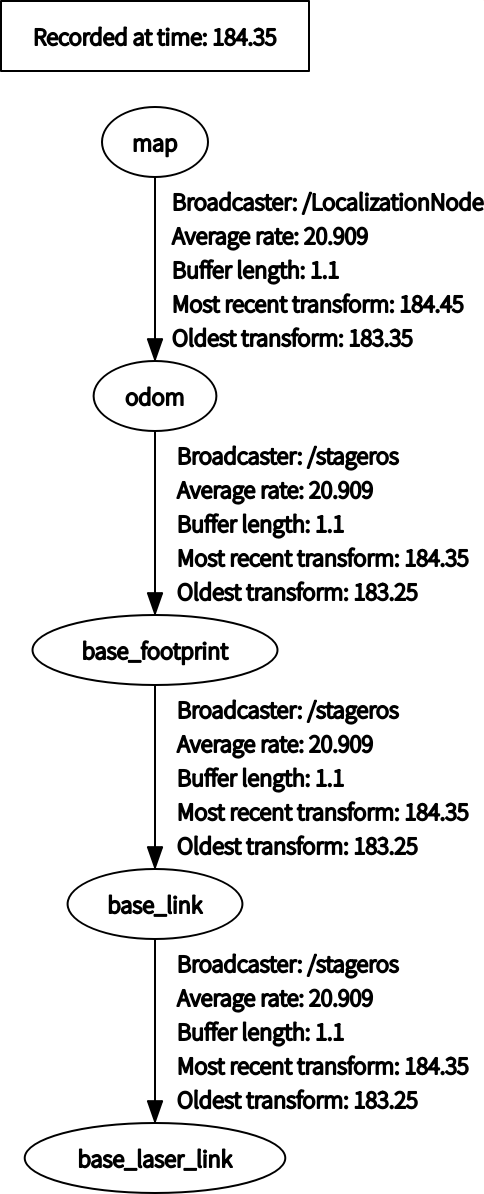 Recorded at time: 184.35
map
Broadcaster: /LocalizationNode
Average rate: 20.909
Buffer length: 1.1
Most recent transform: 184.45
Oldest transform: 183.35
odom
Broadcaster: /stageros
Average rate: 20.909
Buffer length: 1.1
Most recent transform: 184.35
Oldest transform: 183.25
base_footprint
Broadcaster: /stageros
Average rate: 20.909
Buffer length: 1.1
Most recent transform: 184.35
Oldest transform: 183.25
base_link
Broadcaster: /stageros
Average rate: 20.909
Buffer length: 1.1
Most recent transform: 184.35
Oldest transform: 183.25
base_laser_link